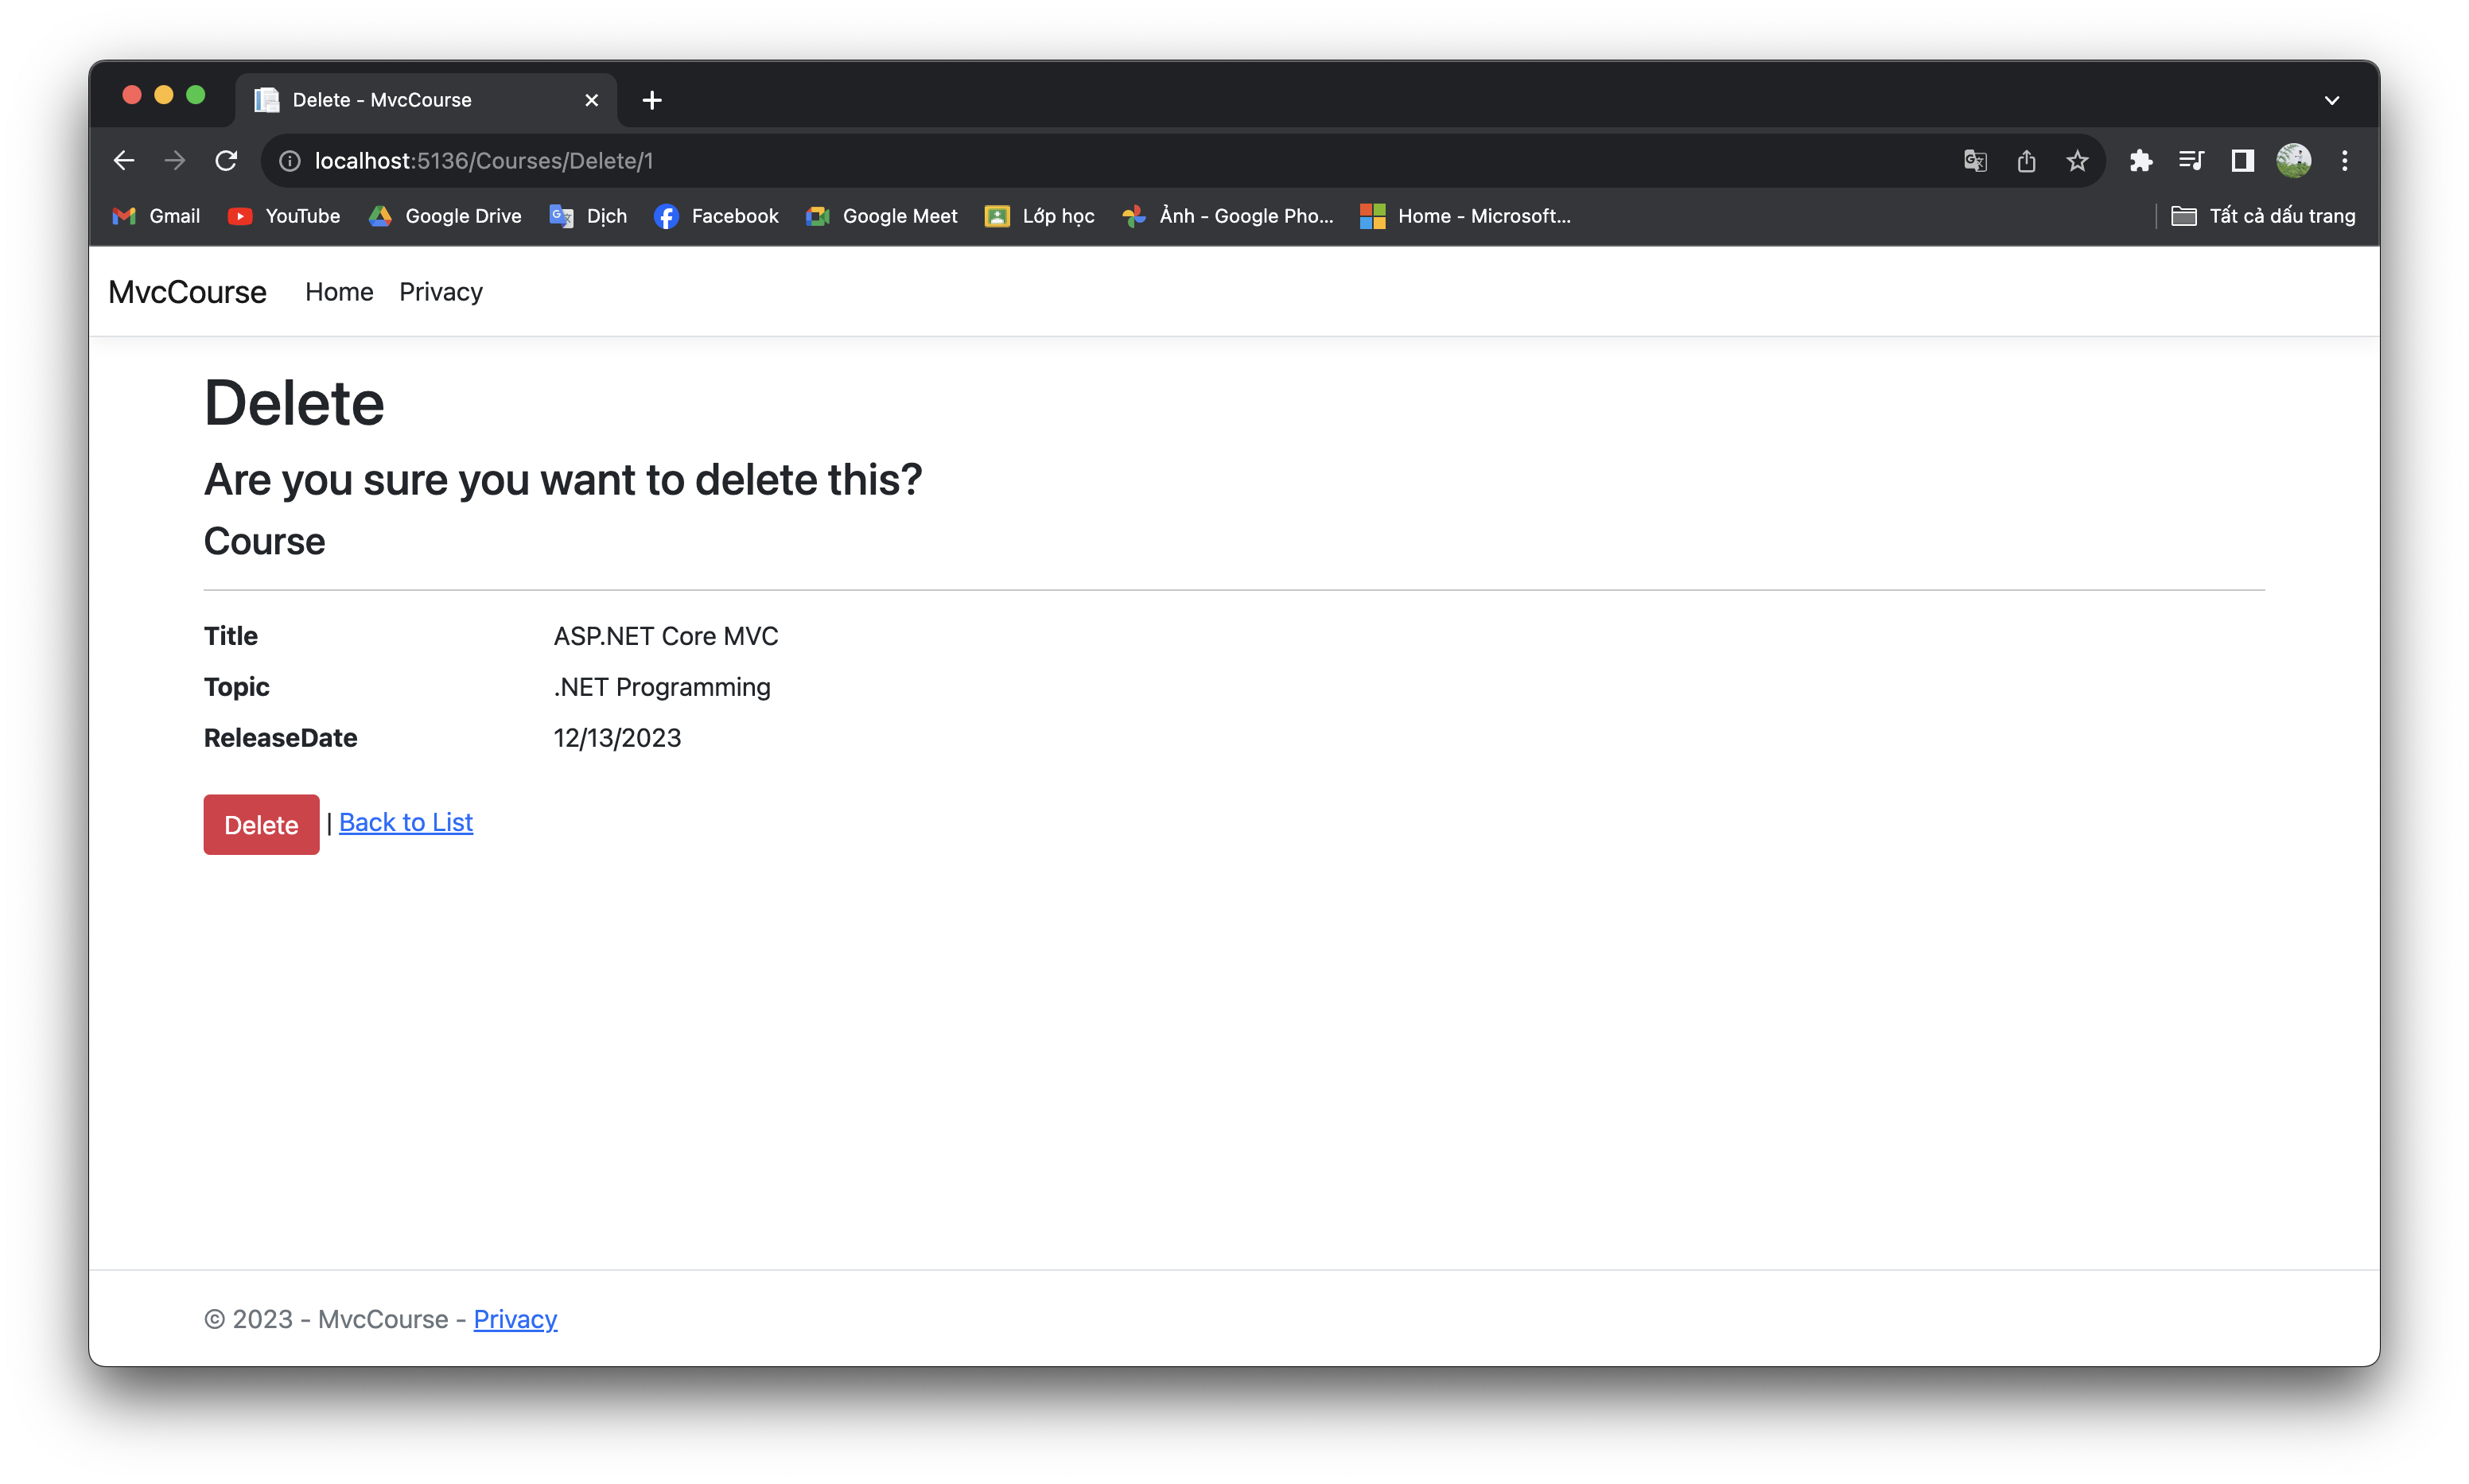 Delete - MvcCourse
localhost:5136/Courses/Delete/1
Gmail YouTube Google Drive Dịch Facebook Google Meet Lớp học Ảnh - Google Pho... Home - Microsoft... Tất cả dấu trang
MvcCourse Home Privacy
Delete
Are you sure you want to delete this?
Course
Title ASP.NET Core MVC
Topic .NET Programming
ReleaseDate 12/13/2023
Delete | Back to List
© 2023 - MvcCourse - Privacy